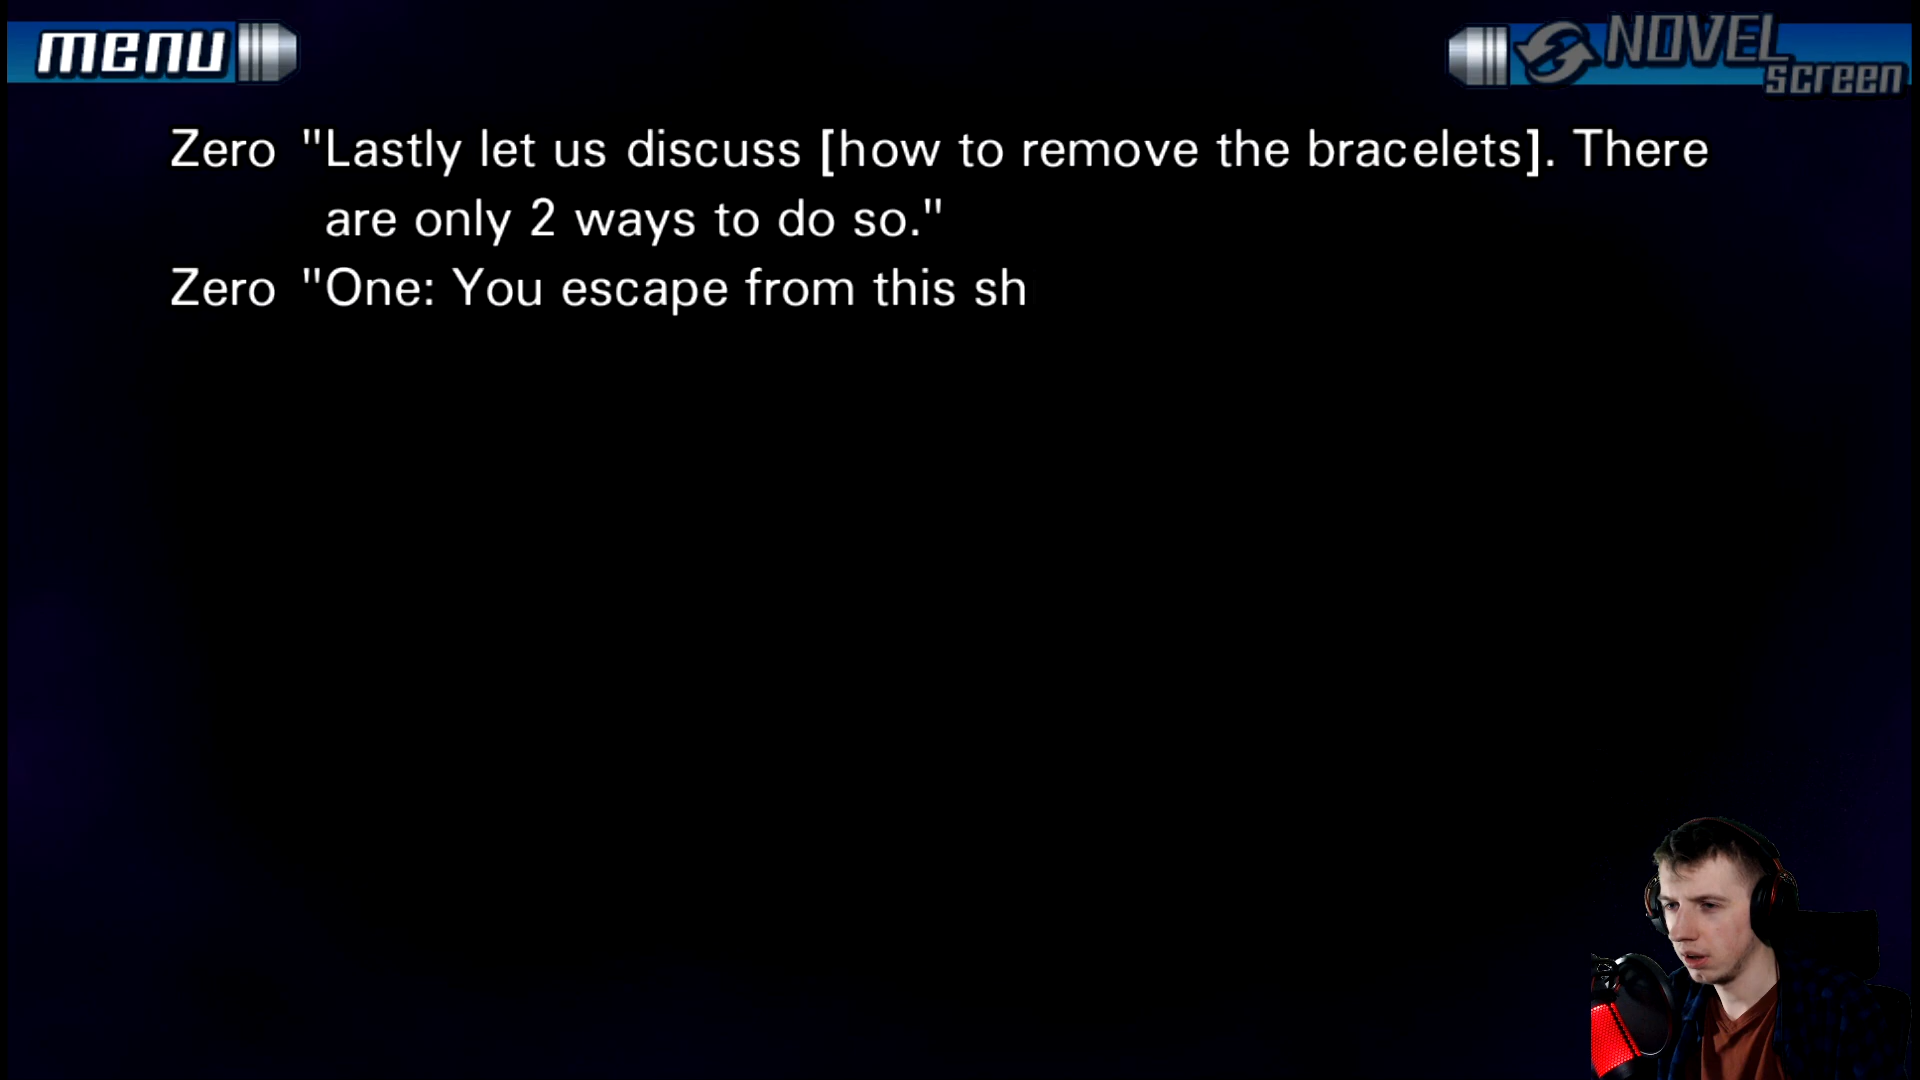 menu
NOVEL
screen
Zero "Lastly let us discuss [how to remove the bracelets]. There
are only 2 ways to do so."
Zero "One: You escape from this sh